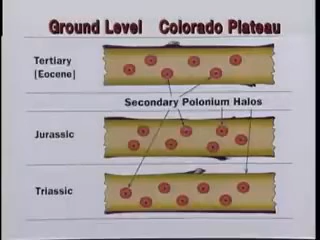 Ground Level Colorado Plateau
Tertiary
[Eocene]
Secondary Polonium Halos
Jurassic
Triassic